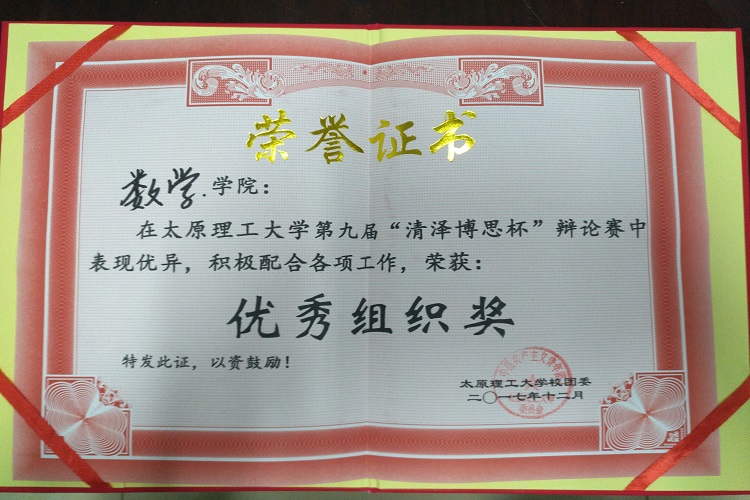 荣誉证书
数学学院：
在太原理工大学第九届“清泽博思杯”辩论赛中
表现优异，积极配合各项工作，荣获：
优秀组织奖
特发此证，以资鼓励！
太原理工大学校团委
二〇一七年十二月